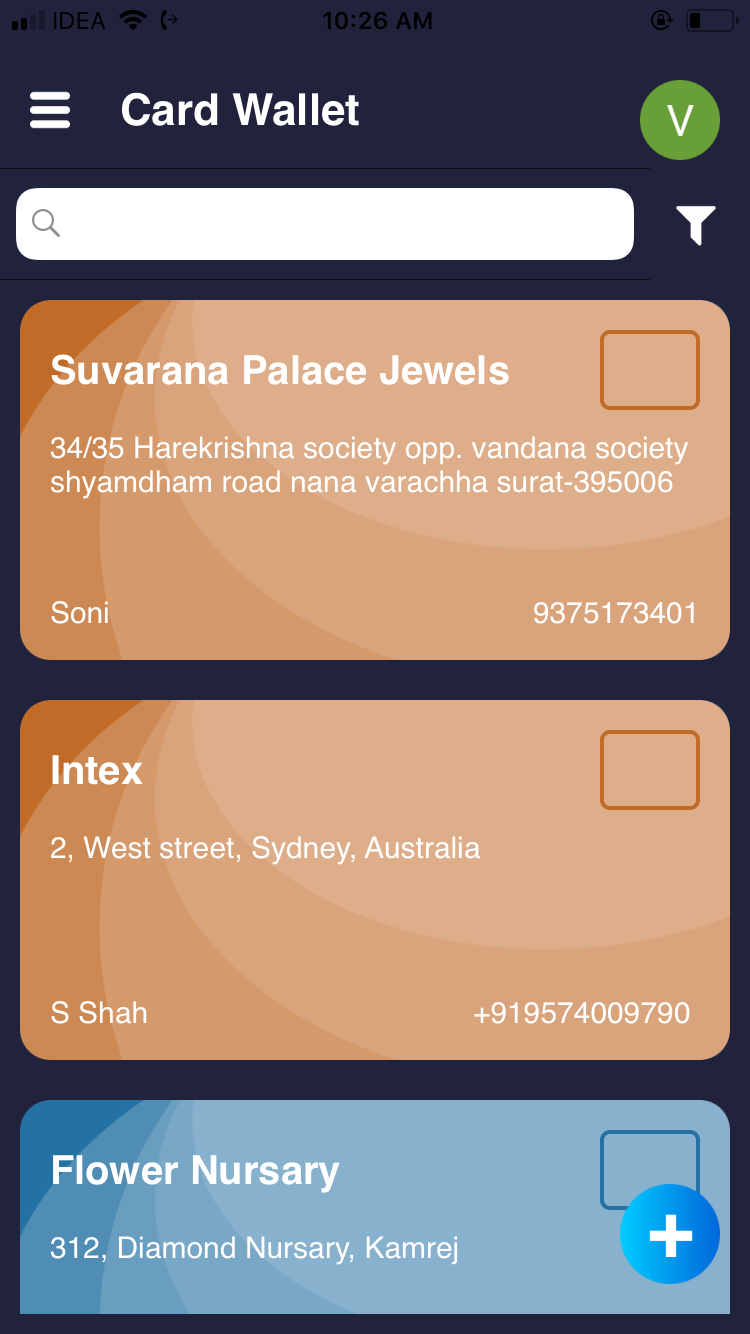 IDEA 10:26 AM
Card Wallet
V
Suvarana Palace Jewels
34/35 Harekrishna society opp. vandana society
shyamdham road nana varachha surat-395006
Soni 9375173401
Intex
2, West street, Sydney, Australia
S Shah +919574009790
Flower Nursary
312, Diamond Nursary, Kamrej